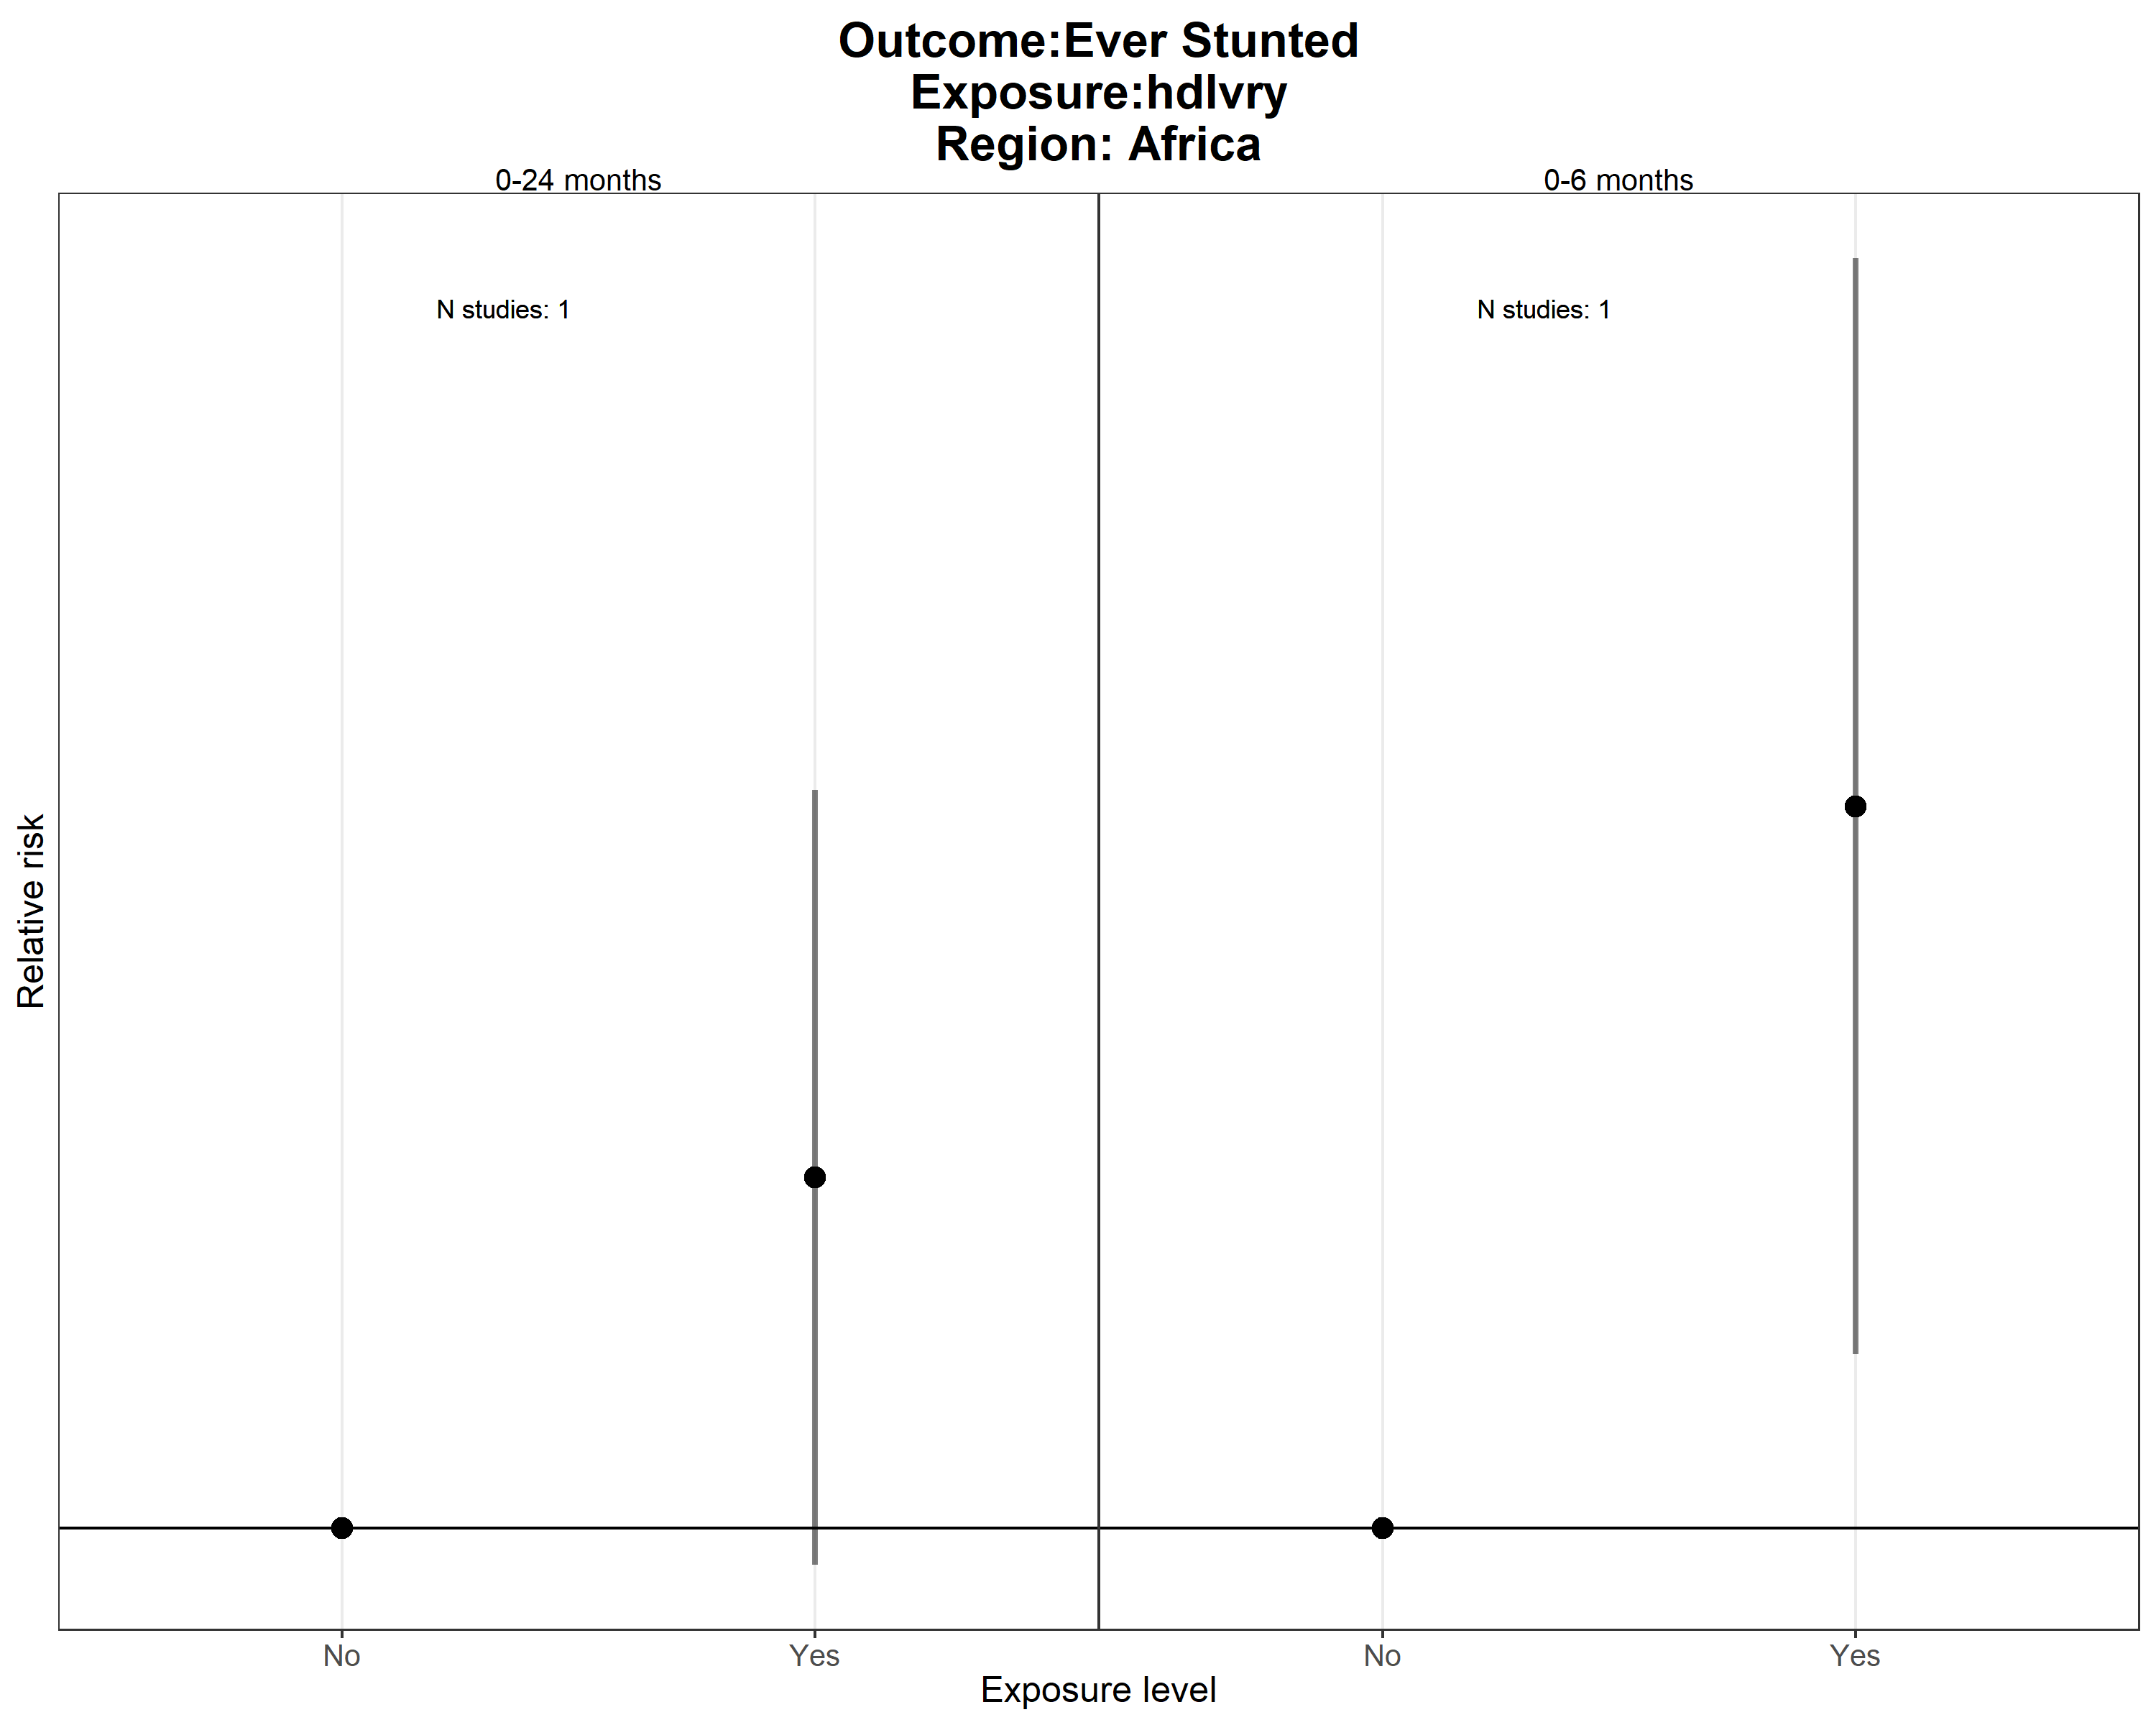 Outcome:Ever Stunted
Exposure:hdlvry
Region: Africa
0-24 months
0-6 months
N studies: 1
N studies: 1
Relative risk
No
Yes
No
Yes
Exposure level